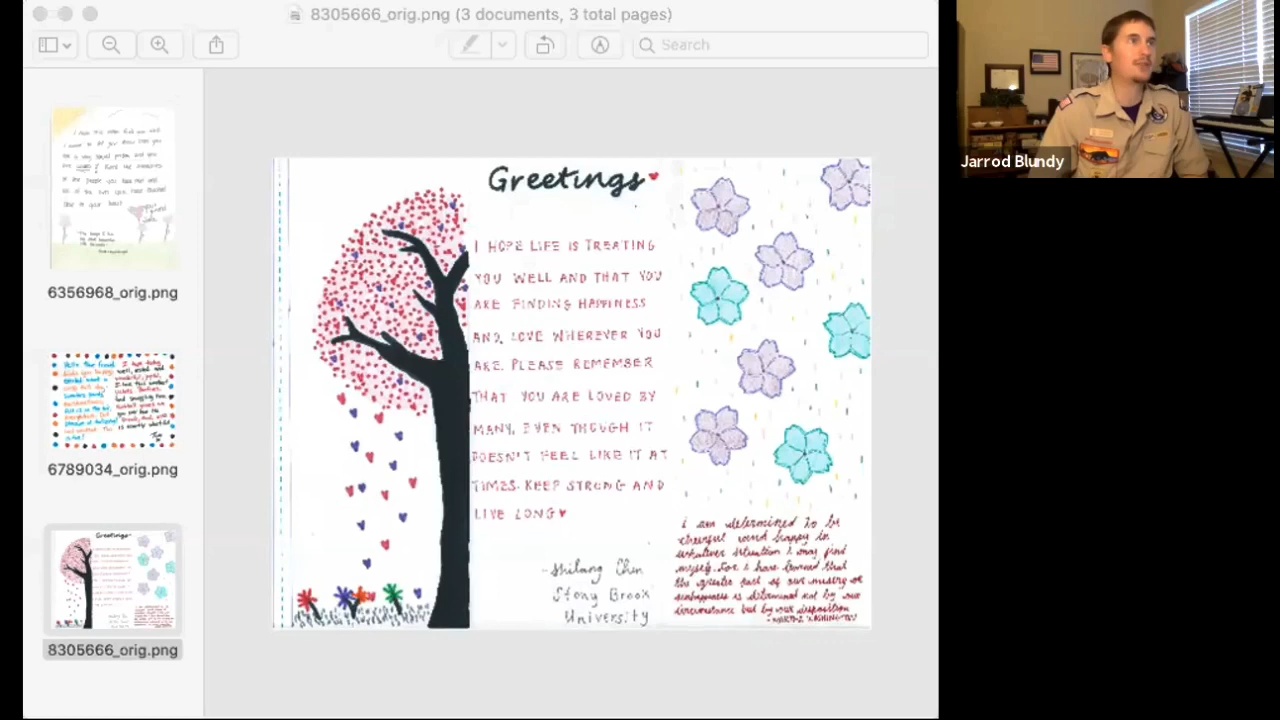 8305666_orig.png (3 documents, 3 total pages)
Search
6356968_orig.png
6789034_orig.png
8305666_orig.png
Greetings
I HOPE LIFE IS TREATING
YOU WELL AND THAT YOU
ARE FINDING HAPPINESS
AND LOVE WHEREVER YOU
ARE. PLEASE REMEMBER
THAT YOU ARE LOVED BY
MANY, EVEN THOUGH IT
DOESN'T FEEL LIKE IT AT
TIMES. KEEP STRONG AND
LIVE LONG
-Shilang Chen
Stony Brook
University
i am determined to be
cheerful and happy in
whatever situation I may find
myself. For i have learned that
the greater part of our misery or
unhappiness is determined not by our
circumstance but by our disposition
-MARTHA WASHINGTON
Jarrod Blundy